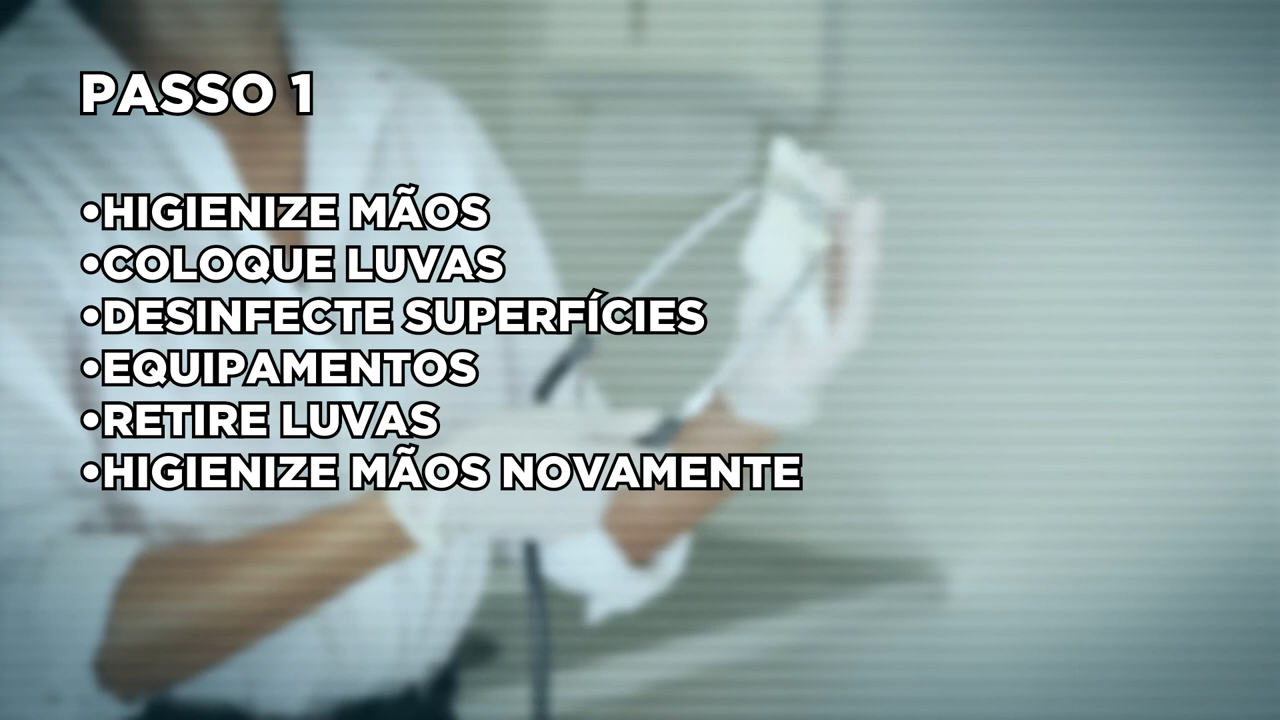 PASSO 1
•HIGIENIZE MÃOS
•COLOQUE LUVAS
•DESINFECTE SUPERFÍCIES
•EQUIPAMENTOS
•RETIRE LUVAS
•HIGIENIZE MÃOS NOVAMENTE